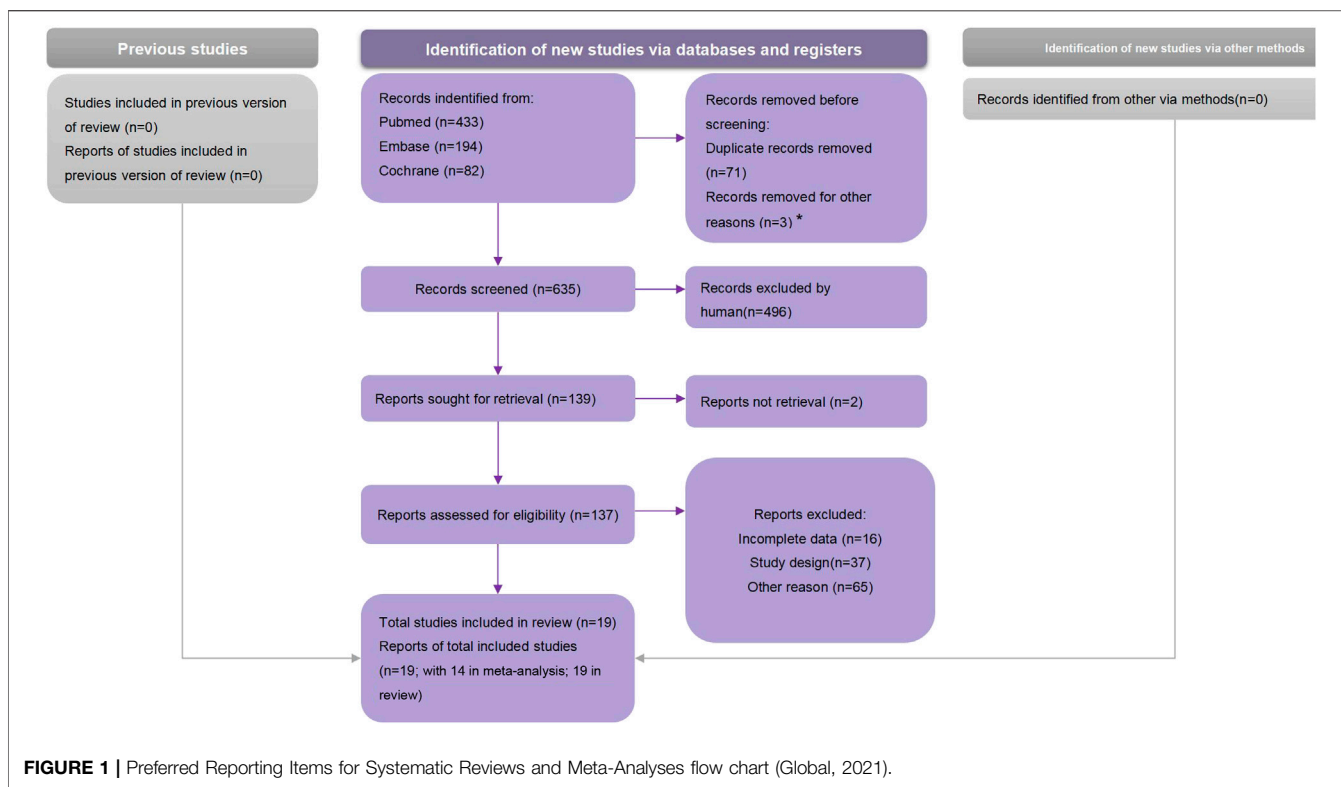 Previous studies
Studies included in previous version
of review (n=0)
Reports of studies included in
previous version of review (n=0)
Identification of new studies via databases and registers
Records indentified from:
Pubmed (n=433)
Embase (n=194)
Cochrane (n=82)
Records removed before
screening:
Duplicate records removed
(n=71)
Records removed for other
reasons (n=3) *
Records screened (n=635)
Records excluded by
human(n=496)
Reports sought for retrieval (n=139)
Reports not retrieval (n=2)
Reports assessed for eligibility (n=137)
Reports excluded:
Incomplete data (n=16)
Study design(n=37)
Other reason (n=65)
Total studies included in review (n=19)
Reports of total included studies
(n=19; with 14 in meta-analysis; 19 in
review)
Identification of new studies via other methods
Records identified from other via methods(n=0)
FIGURE 1 | Preferred Reporting Items for Systematic Reviews and Meta-Analyses flow chart (Global, 2021).